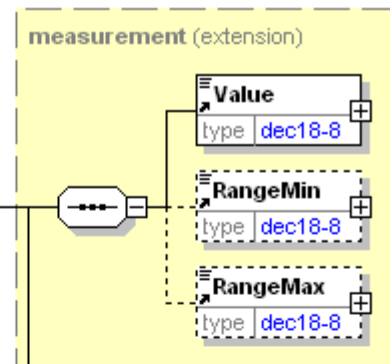 measurement (extension)
Value
type dec18-8
RangeMin
type dec18-8
RangeMax
type dec18-8